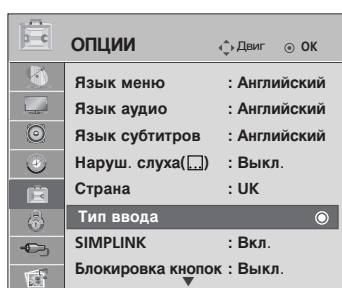 ОПЦИИ Двиг OK
Язык меню : Английский
Язык аудио : Английский
Язык субтитров : Английский
Наруш. слуха() : Выкл.
Страна : UK
Тип ввода
SIMPLINK : Вкл.
Блокировка кнопок : Выкл.